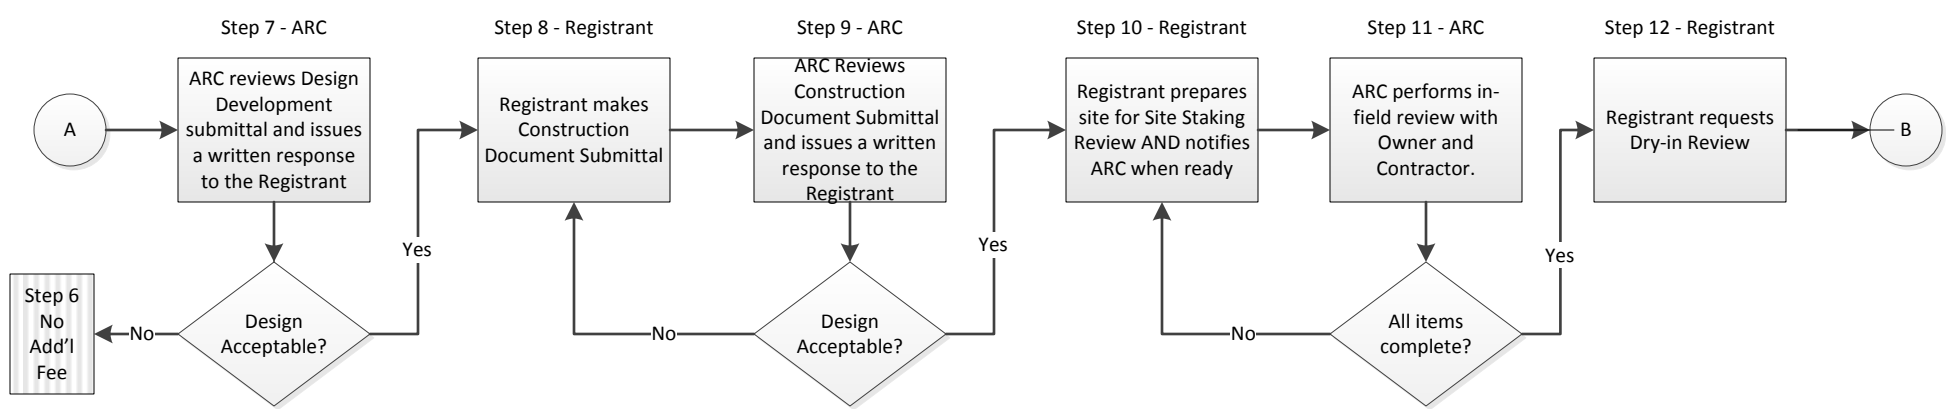 Step 7 - ARC
Step 8 - Registrant
Step 9 - ARC
Step 10 - Registrant
Step 11 - ARC
Step 12 - Registrant
A
ARC reviews Design
Development
submittal and issues
a written response
to the Registrant
Registrant makes
Construction
Document Submittal
ARC Reviews
Construction
Document Submittal
and issues a written
response to the
Registrant
Registrant prepares
site for Site Staking
Review AND notifies
ARC when ready
ARC performs in-
field review with
Owner and
Contractor.
Registrant requests
Dry-in Review
B
Yes
Yes
Yes
Step 6
No
Add'l
Fee
No
Design
Acceptable?
No
Design
Acceptable?
No
All items
complete?